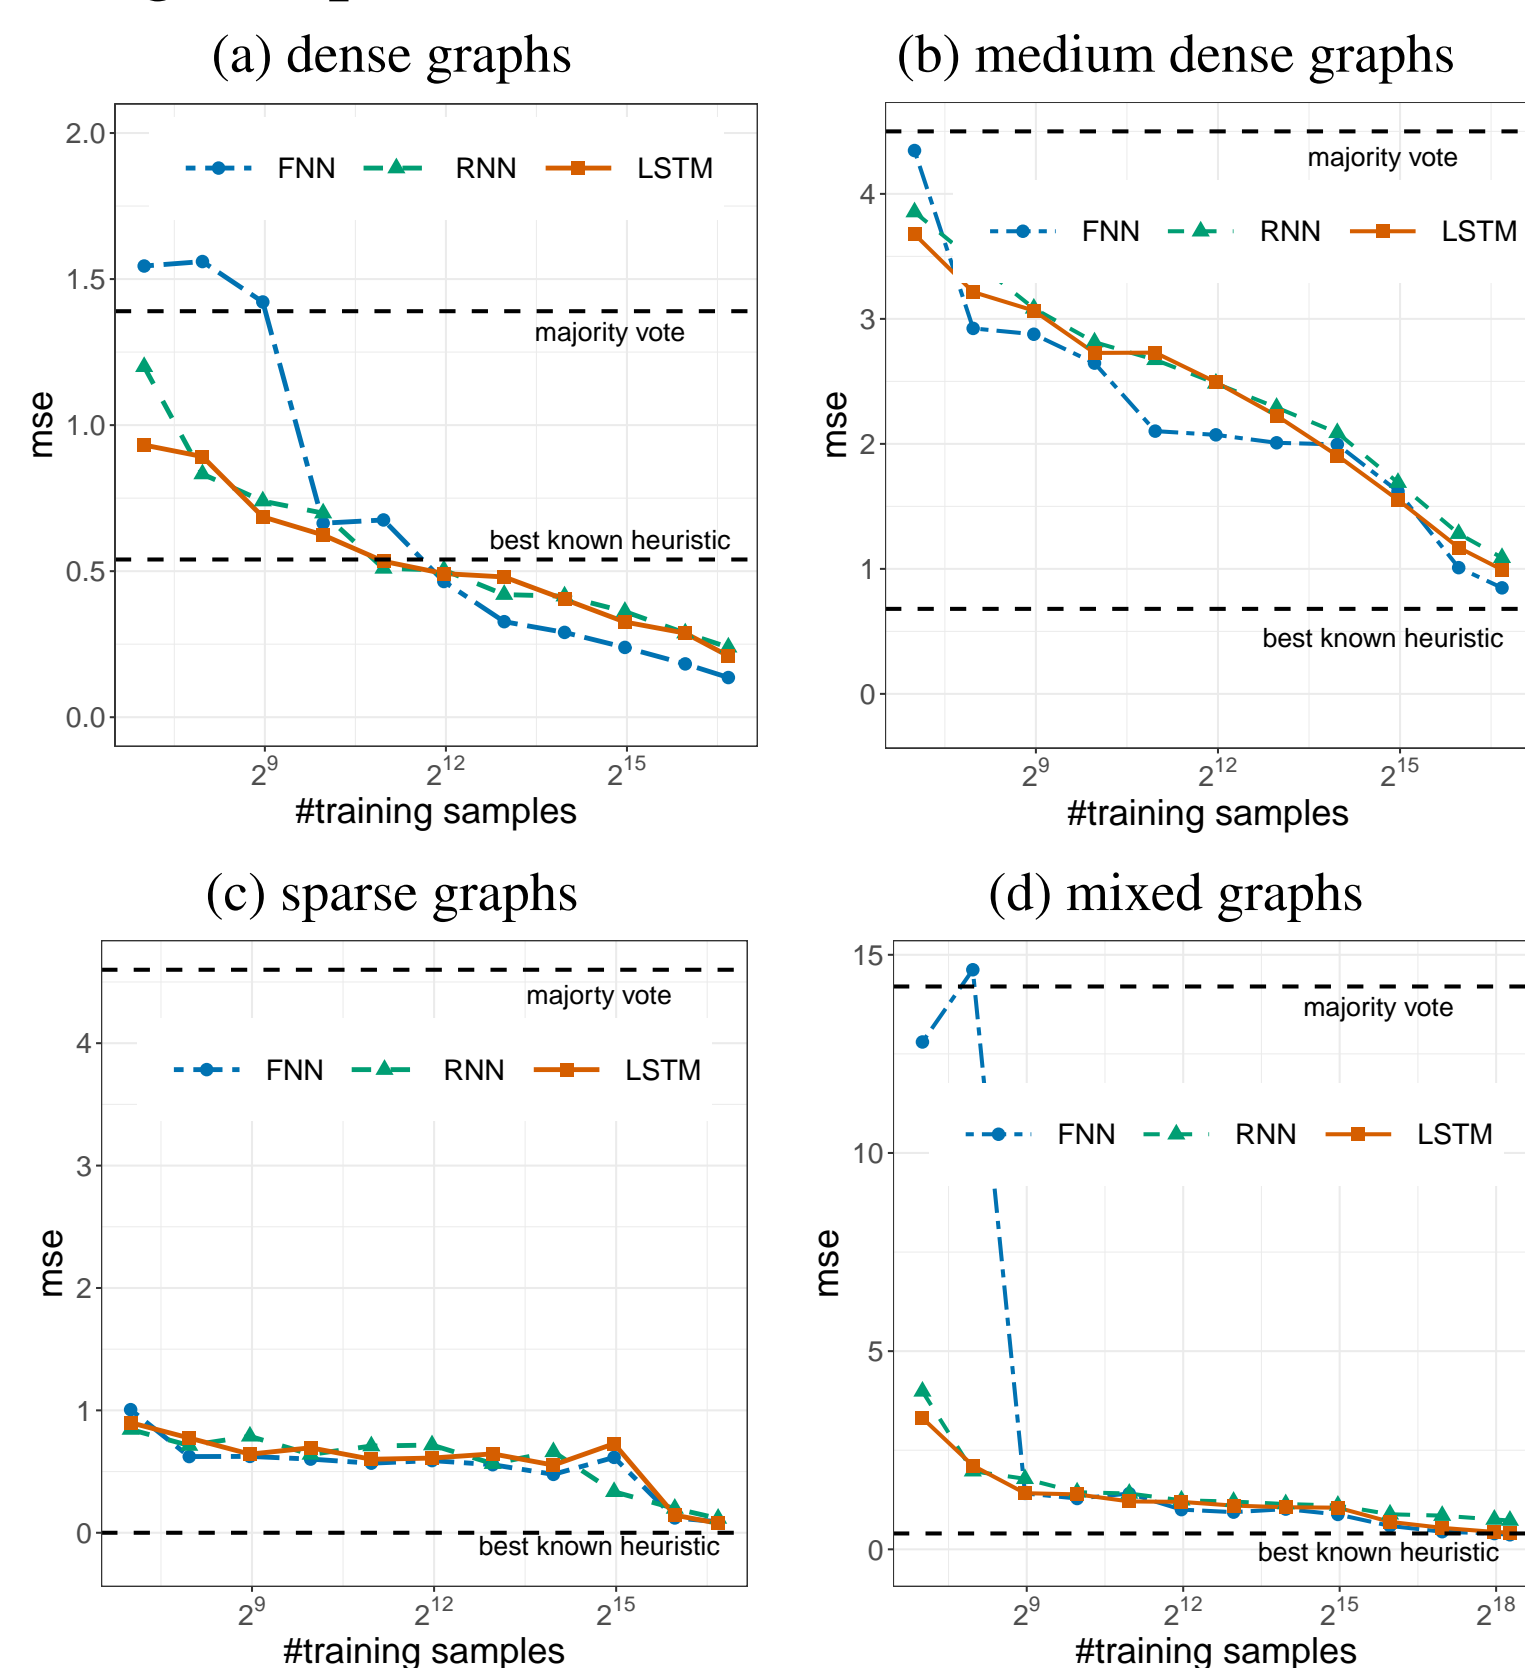 (a) dense graphs
2.0
FNN RNN LSTM
1.5
majority vote
1.0
best known heuristic
0.5
0.0
mse
2^9 2^12 2^15
#training samples
(b) medium dense graphs
majority vote
4
FNN RNN LSTM
3
2
1
best known heuristic
0
mse
2^9 2^12 2^15
#training samples
(c) sparse graphs
majorty vote
4
FNN RNN LSTM
3
2
1
0
best known heuristic
mse
2^9 2^12 2^15
#training samples
(d) mixed graphs
15
majority vote
FNN RNN LSTM
10
5
0
best known heuristic
mse
2^9 2^12 2^15 2^18
#training samples